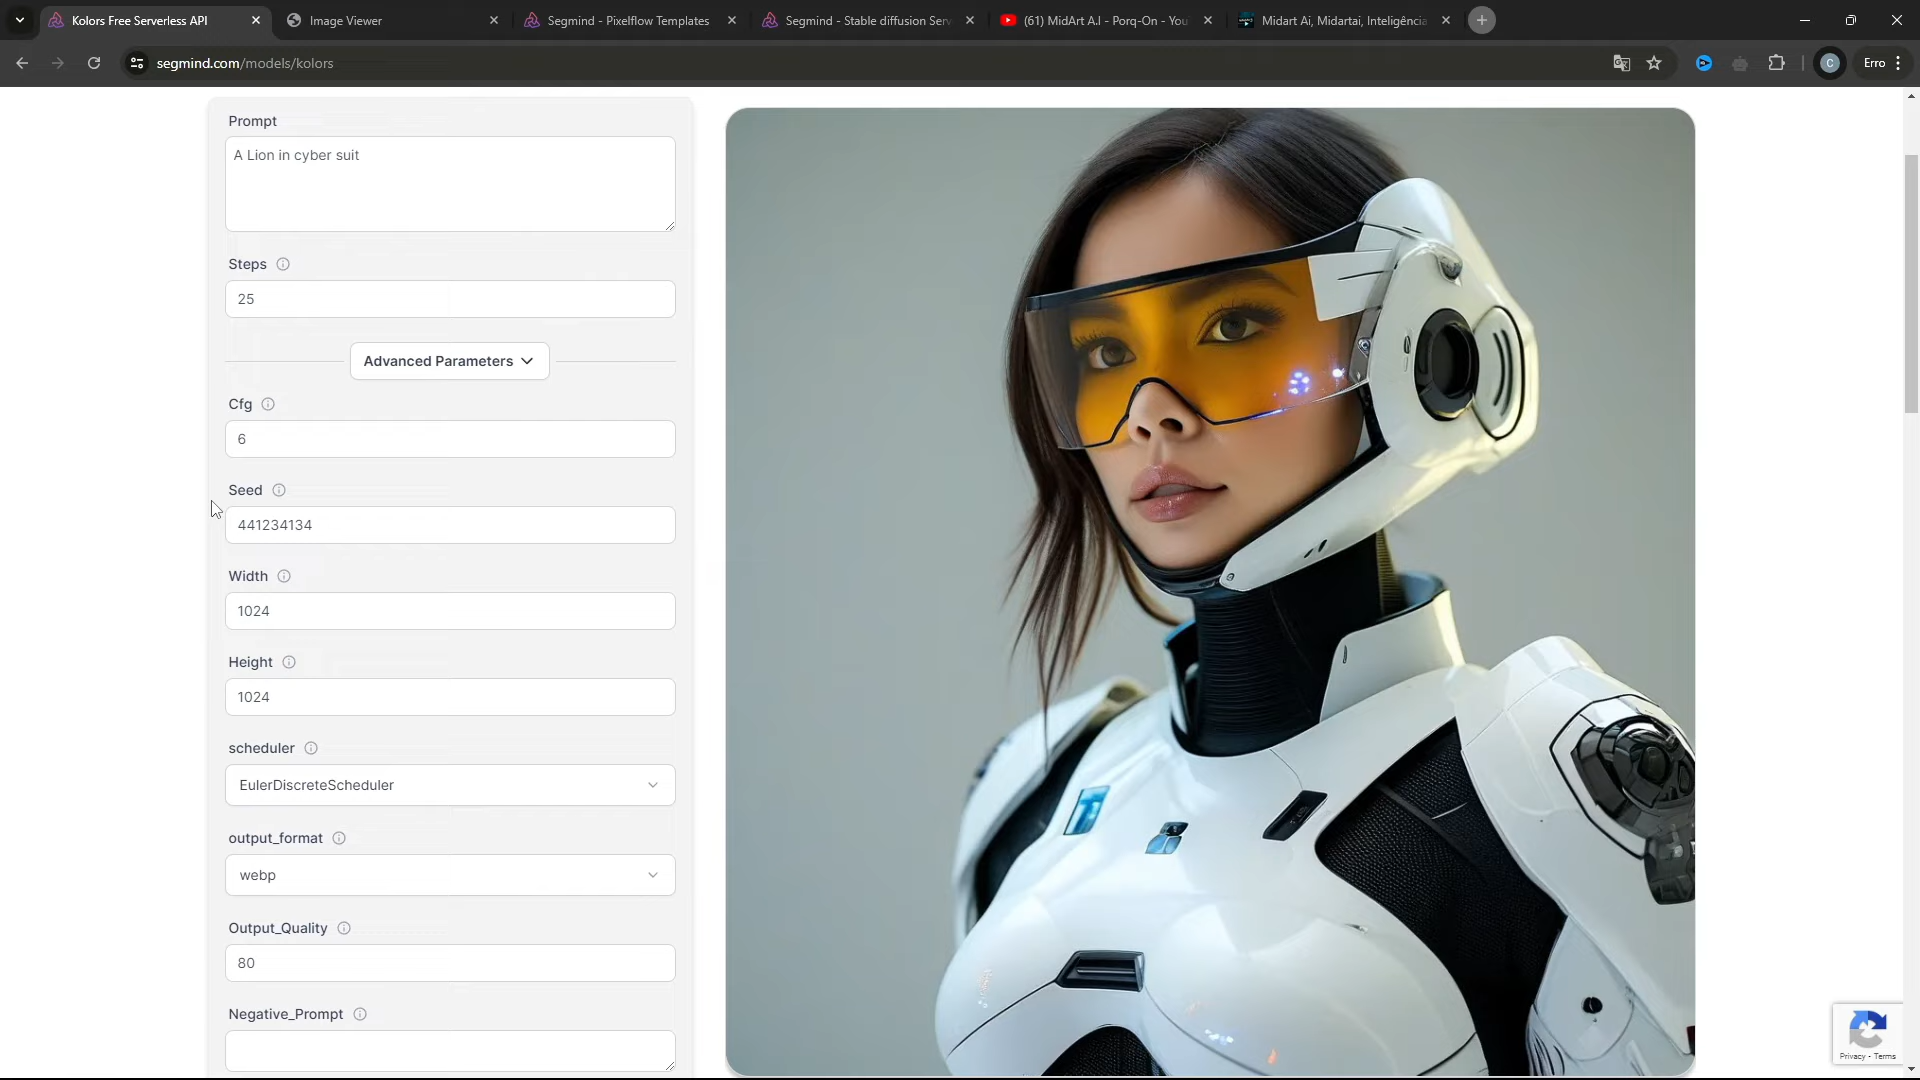 Kolors Free Serverless API
Image Viewer
Segmind - Pixelflow Templates
Segmind - Stable diffusion Serv
(61) MidArt A.I - Porq-On - You
Midart Ai, Midartai, Inteligência
segmind.com/models/kolors
C
Erro
Prompt
A Lion in cyber suit
Steps
25
Advanced Parameters
Cfg
6
Seed
441234134
Width
1024
Height
1024
scheduler
EulerDiscreteScheduler
output_format
webp
Output_Quality
80
Negative_Prompt
Privacy - Terms